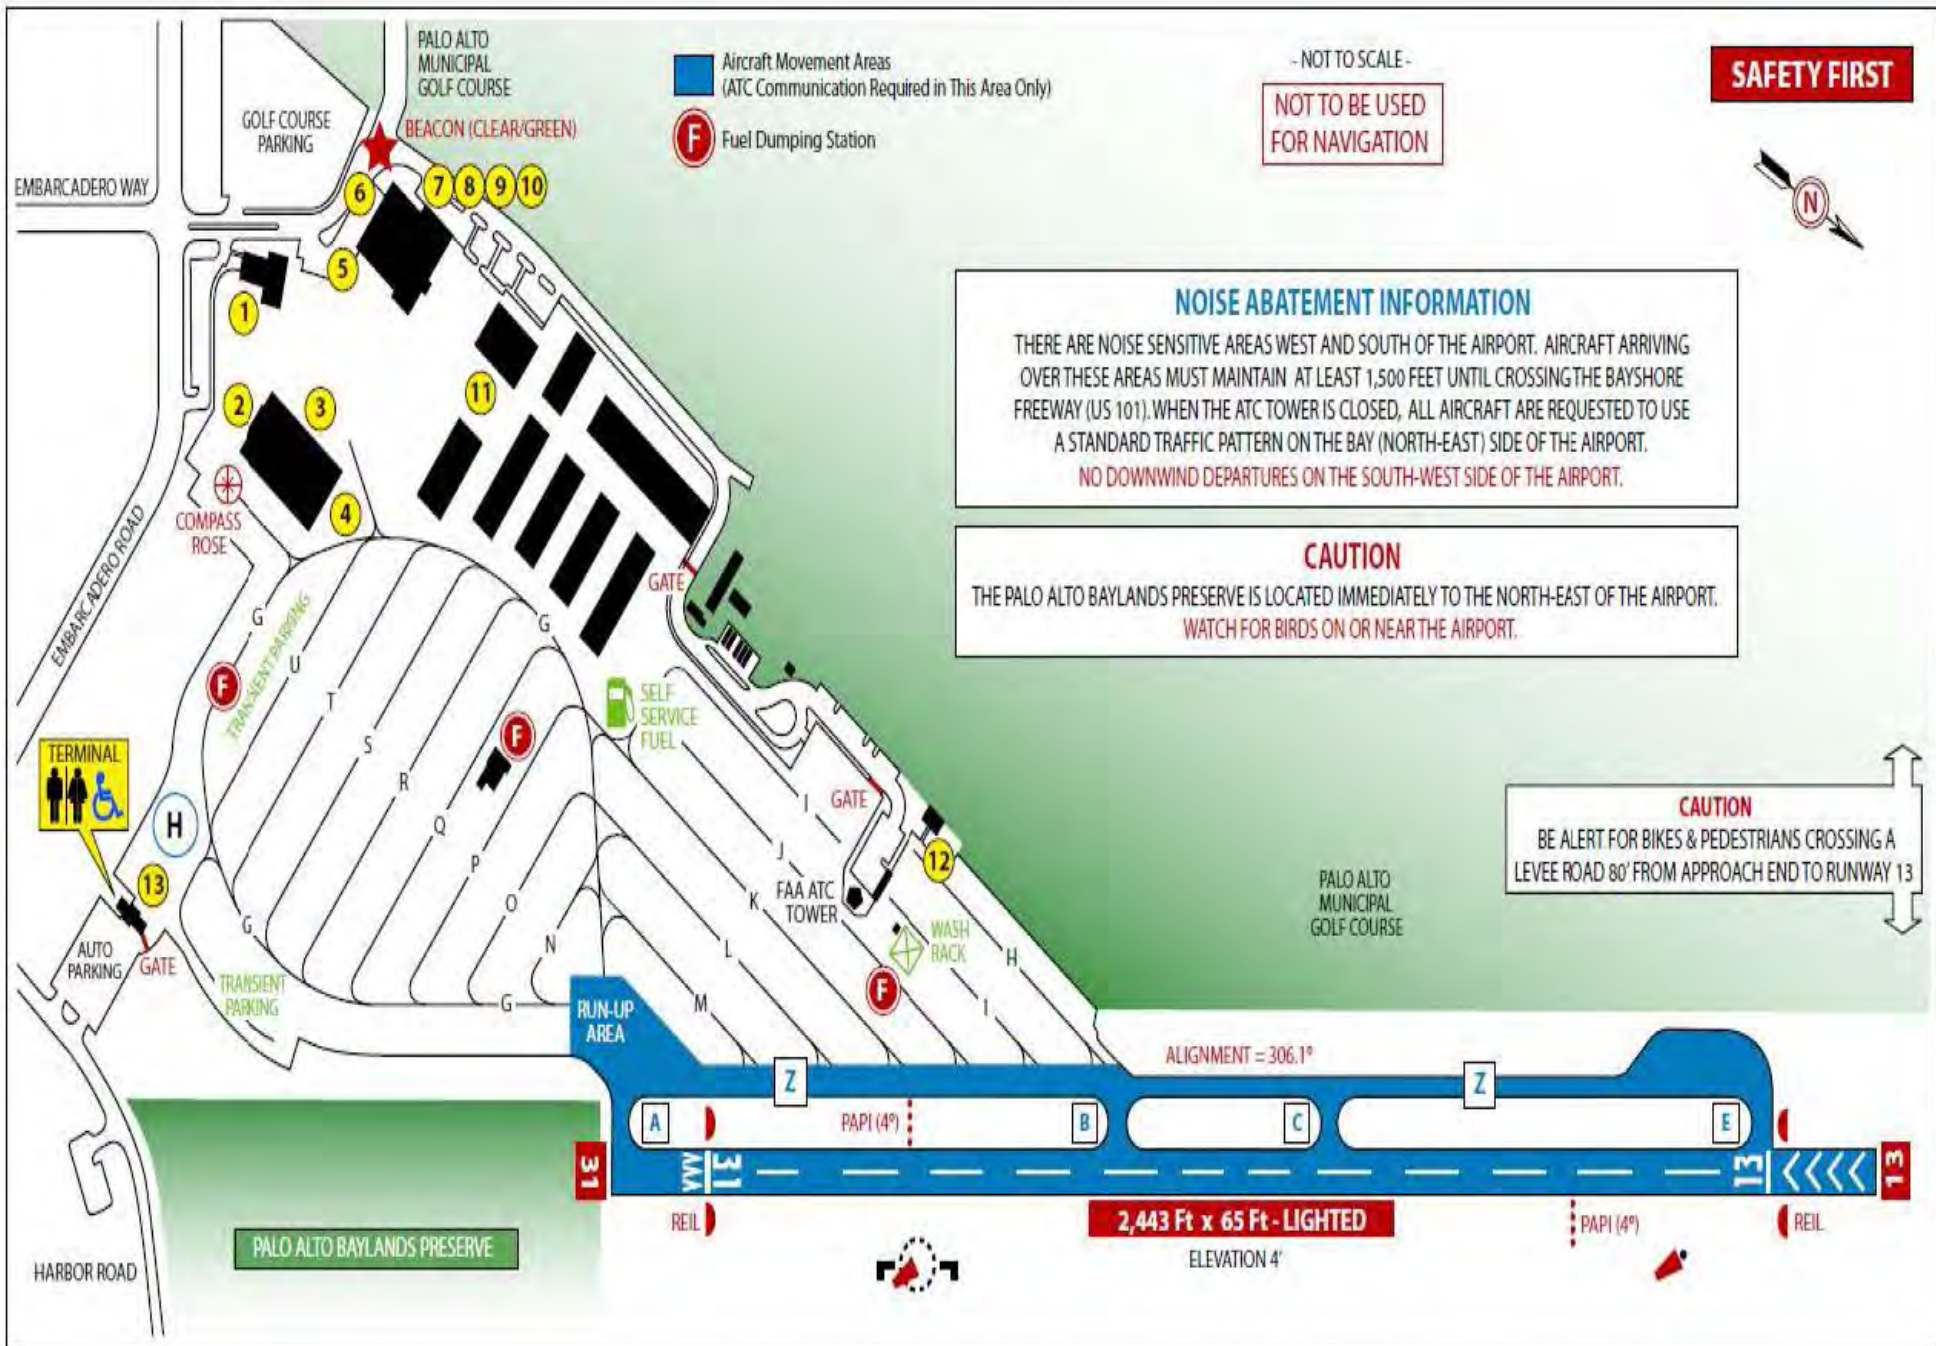 PALO ALTO
MUNICIPAL
GOLF COURSE
GOLF COURSE
PARKING
BEACON (CLEAR/GREEN)
EMBARCADERO WAY
Aircraft Movement Areas
(ATC Communication Required in This Area Only)
F
Fuel Dumping Station
- NOT TO SCALE -
NOT TO BE USED
FOR NAVIGATION
SAFETY FIRST
N
6
7
8
9
10
5
1
2
3
11
4
COMPASS
ROSE
EMBARCADERO ROAD
NOISE ABATEMENT INFORMATION
THERE ARE NOISE SENSITIVE AREAS WEST AND SOUTH OF THE AIRPORT. AIRCRAFT ARRIVING
OVER THESE AREAS MUST MAINTAIN AT LEAST 1,500 FEET UNTIL CROSSING THE BAYSHORE
FREEWAY (US 101). WHEN THE ATC TOWER IS CLOSED, ALL AIRCRAFT ARE REQUESTED TO USE
A STANDARD TRAFFIC PATTERN ON THE BAY (NORTH-EAST) SIDE OF THE AIRPORT.
NO DOWNWIND DEPARTURES ON THE SOUTH-WEST SIDE OF THE AIRPORT.
CAUTION
THE PALO ALTO BAYLANDS PRESERVE IS LOCATED IMMEDIATELY TO THE NORTH-EAST OF THE AIRPORT.
WATCH FOR BIRDS ON OR NEAR THE AIRPORT.
GATE
G
TRANSIENT PARKING
G
U
T
S
R
Q
P
O
N
F
F
SELF
SERVICE
FUEL
TERMINAL
H
13
AUTO
PARKING
GATE
G
TRANSIENT
PARKING
G
I
J
K
L
M
GATE
12
FAA ATC
TOWER
WASH
RACK
F
H
I
PALO ALTO
MUNICIPAL
GOLF COURSE
CAUTION
BE ALERT FOR BIKES & PEDESTRIANS CROSSING A
LEVEE ROAD 80' FROM APPROACH END TO RUNWAY 13
RUN-UP
AREA
ALIGNMENT = 306.1º
Z
Z
A
PAPI (4º)
B
C
E
31
31
13
13
REIL
2,443 Ft x 65 Ft - LIGHTED
ELEVATION 4'
PAPI (4º)
REIL
PALO ALTO BAYLANDS PRESERVE
HARBOR ROAD